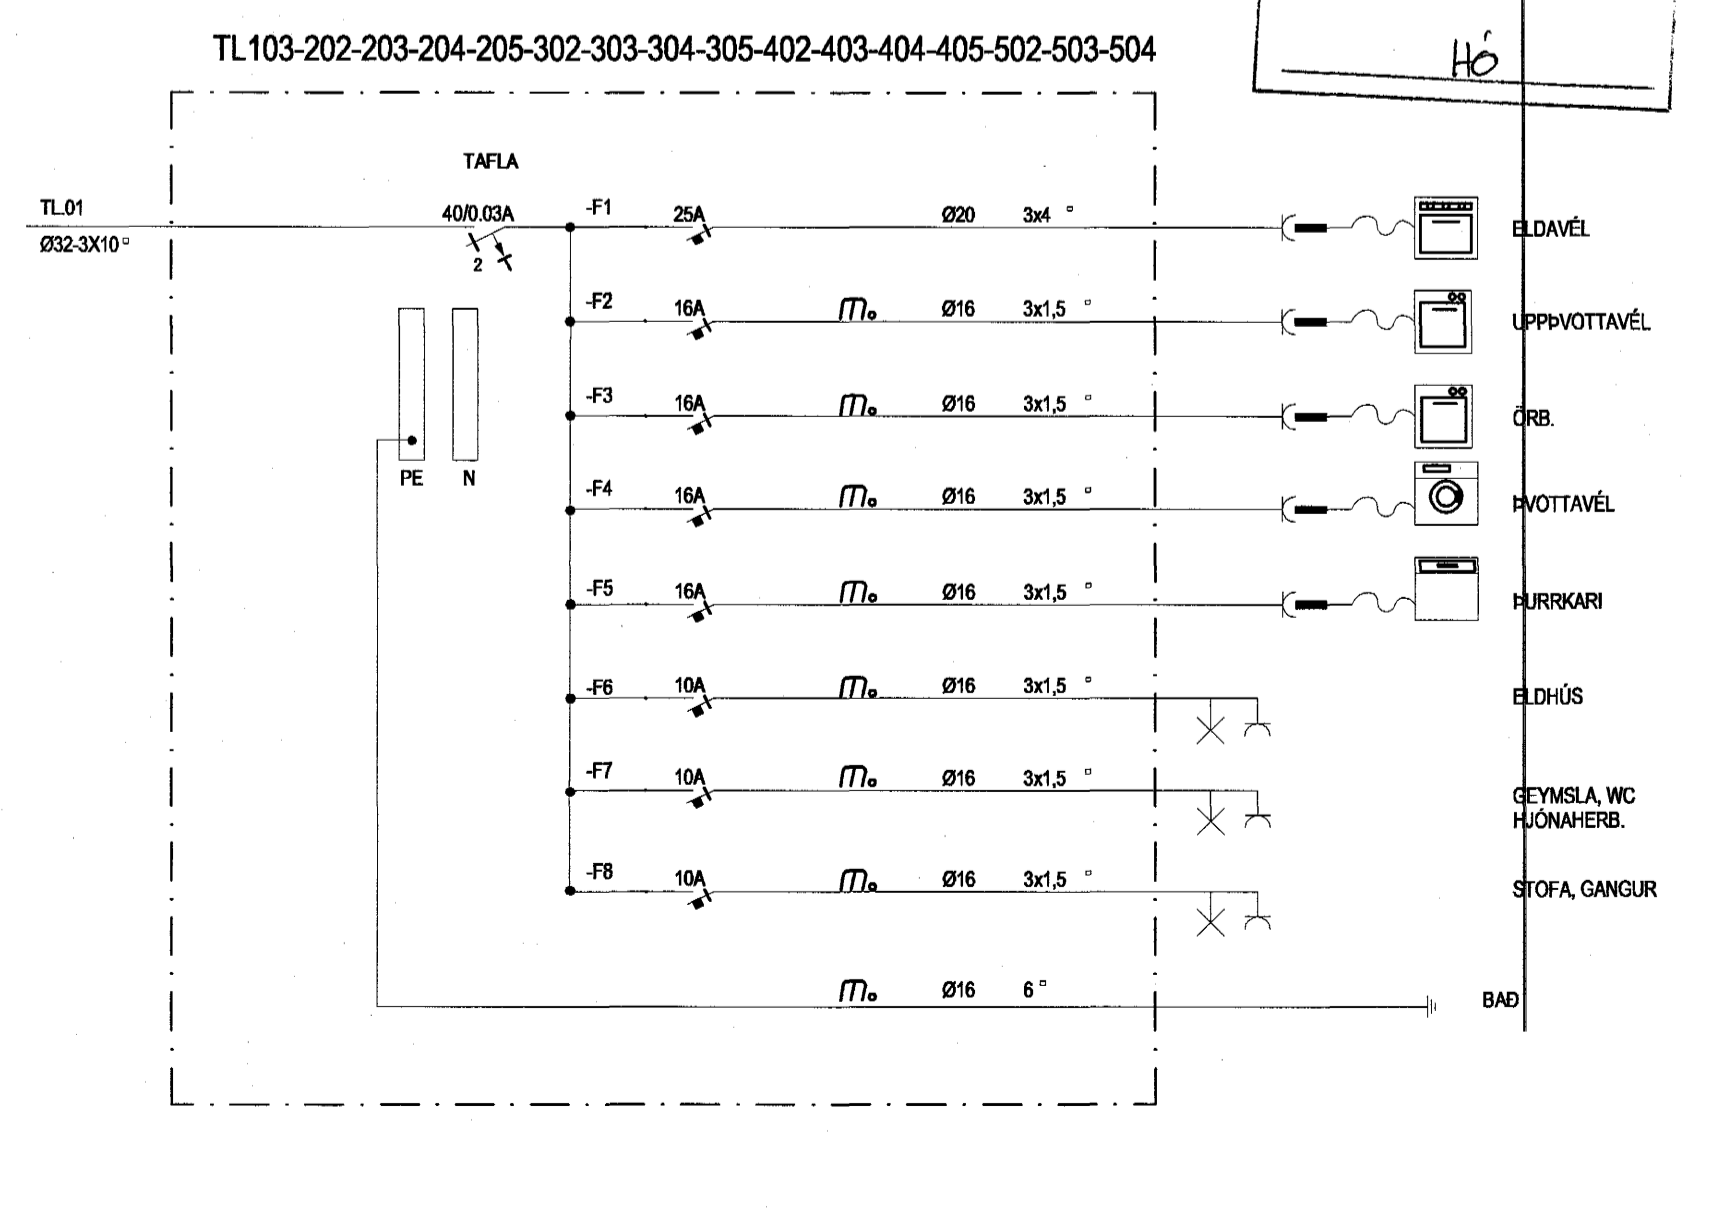 TL103-202-203-204-205-302-303-304-305-402-403-404-405-502-503-504
HÓ
TAFLA
TL.01
Ø32-3X10▫
40/0.03A
2
-F1 25A Ø20 3x4 ▫ ELDAVÉL
-F2 16A Ø16 3x1,5 ▫ UPPÞVOTTAVÉL
-F3 16A Ø16 3x1,5 ▫ ÖRB.
PE N
-F4 16A Ø16 3x1,5 ▫ ÞVOTTAVÉL
-F5 16A Ø16 3x1,5 ▫ ÞURRKARI
-F6 10A Ø16 3x1,5 ▫ ELDHÚS
-F7 10A Ø16 3x1,5 ▫ GEYMSLA, WC
HJÓNAHERB.
-F8 10A Ø16 3x1,5 ▫ STOFA, GANGUR
Ø16 6 ▫ BAÐ